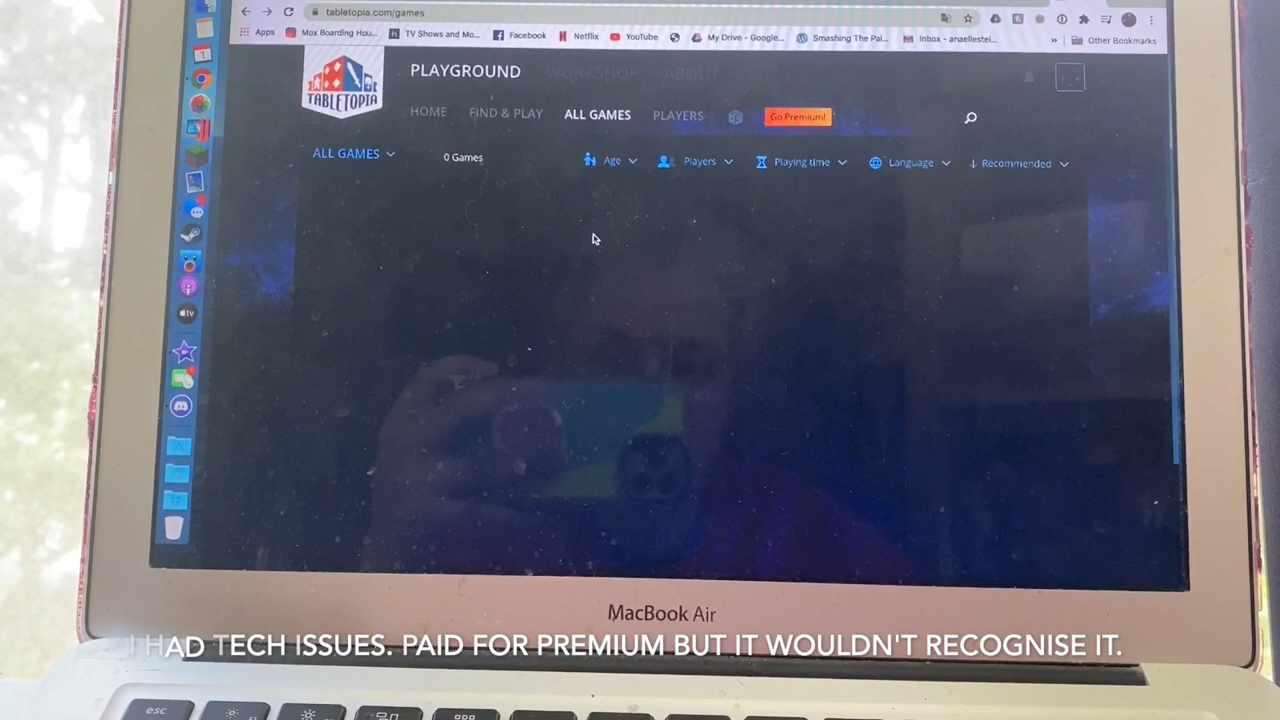 tabletopia.com/games
Apps Mox Boarding Hou... TV Shows and Mo... Facebook Netflix YouTube My Drive - Google... Smashing The Pai... Inbox - anaellestei... » Other Bookmarks
TABLETOPIA
PLAYGROUND WORKSHOP ABOUT
HOME FIND & PLAY ALL GAMES PLAYERS Go Premium!
ALL GAMES 0 Games Age Players Playing time Language Recommended
tv
MacBook Air
I HAD TECH ISSUES. PAID FOR PREMIUM BUT IT WOULDN'T RECOGNISE IT.
esc